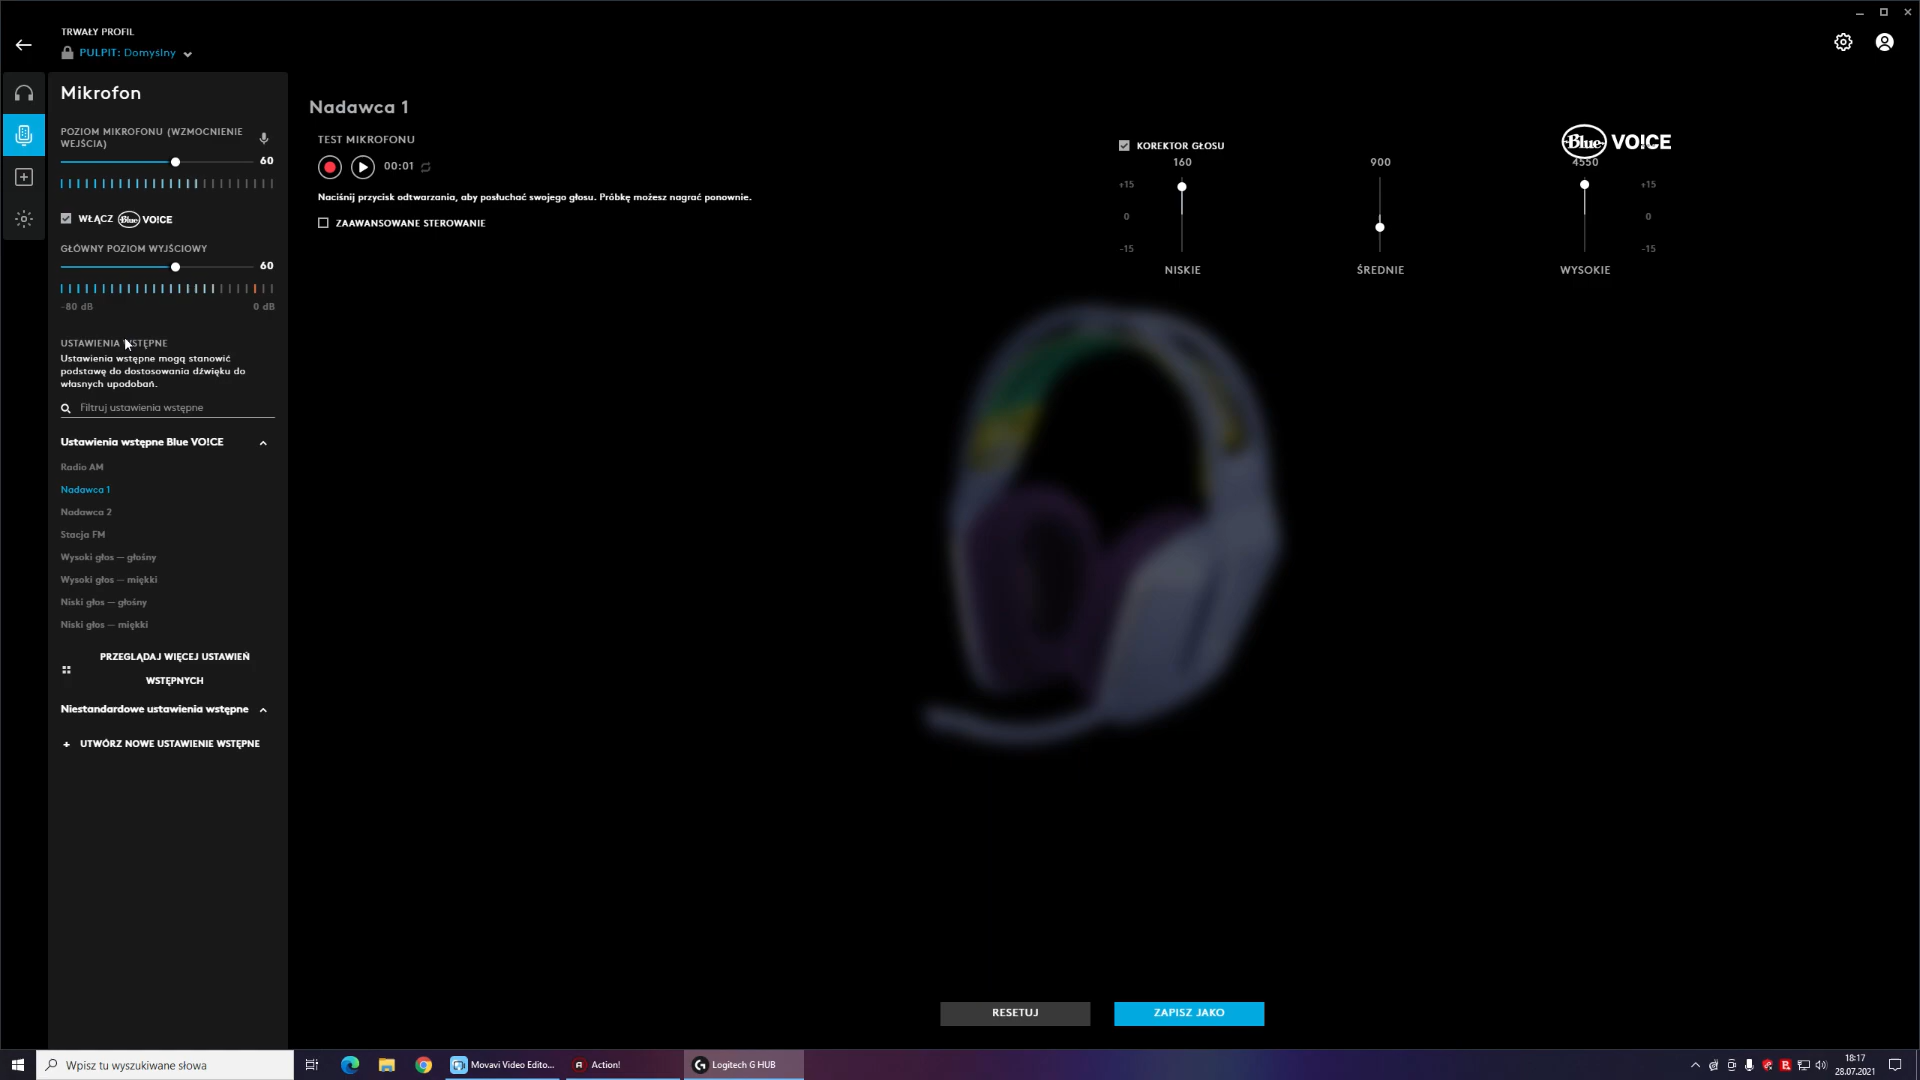 TRWAŁY PROFIL
PULPIT: Domyślny
Mikrofon
POZIOM MIKROFONU (WZMOCNIENIE
WEJŚCIA)
60
WŁĄCZ Blue VO!CE
GŁÓWNY POZIOM WYJŚCIOWY
60
-80 dB 0 dB
USTAWIENIA WSTĘPNE
Ustawienia wstępne mogą stanowić
podstawę do dostosowania dźwięku do
własnych upodobań.
Filtruj ustawienia wstępne
Ustawienia wstępne Blue VO!CE
Radio AM
Nadawca 1
Nadawca 2
Stacja FM
Wysoki głos — głośny
Wysoki głos — miękki
Niski głos — głośny
Niski głos — miękki
PRZEGLĄDAJ WIĘCEJ USTAWIEŃ
WSTĘPNYCH
Niestandardowe ustawienia wstępne
+ UTWÓRZ NOWE USTAWIENIE WSTĘPNE
Nadawca 1
TEST MIKROFONU
00:01
Naciśnij przycisk odtwarzania, aby posłuchać swojego głosu. Próbkę możesz nagrać ponownie.
ZAAWANSOWANE STEROWANIE
KOREKTOR GŁOSU
Blue VO!CE
160 900 4550
+15 +15
0 0
-15 -15
NISKIE ŚREDNIE WYSOKIE
RESETUJ ZAPISZ JAKO
Wpisz tu wyszukiwane słowa
Movavi Video Edito...
Action!
Logitech G HUB
18:17
28.07.2021